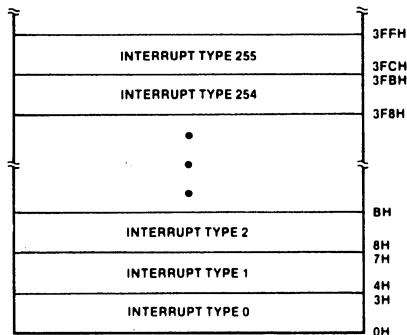 3FFH
INTERRUPT TYPE 255
3FCH
3FBH
INTERRUPT TYPE 254
3F8H
BH
INTERRUPT TYPE 2
8H
7H
INTERRUPT TYPE 1
4H
3H
INTERRUPT TYPE 0
0H